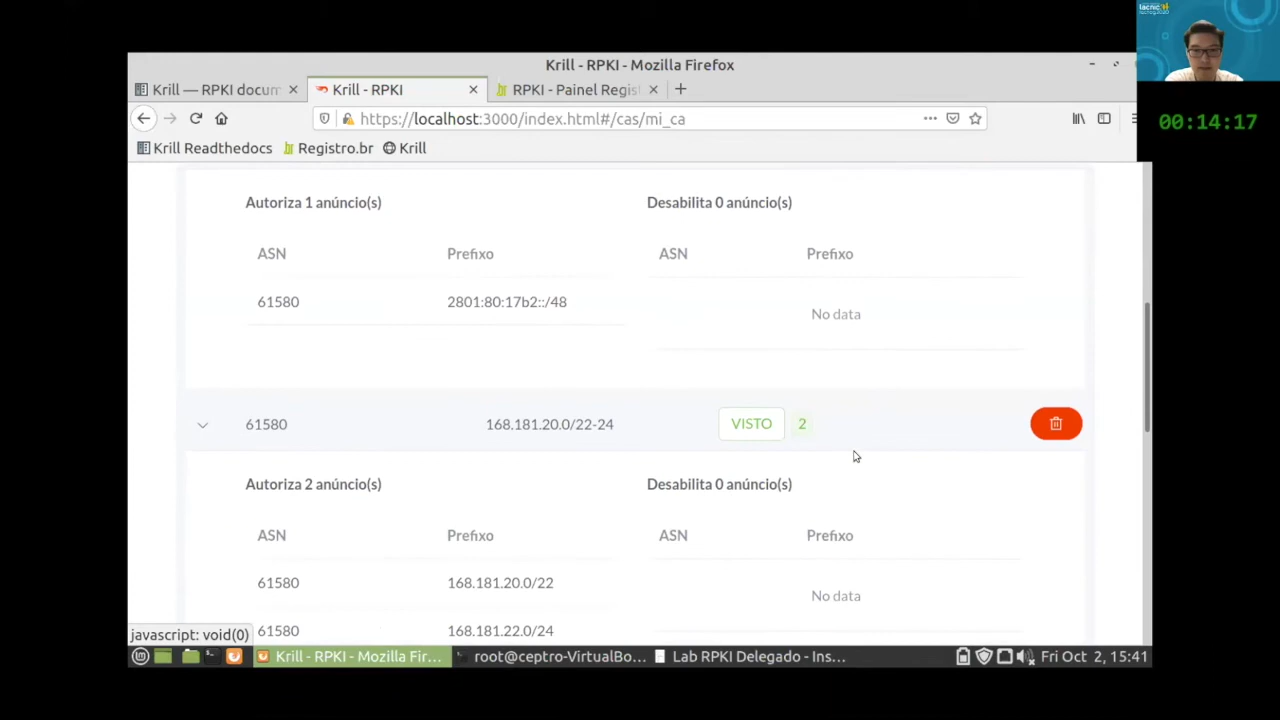 lacnic
Krill - RPKI - Mozilla Firefox
Krill — RPKI docum
Krill - RPKI
RPKI - Painel Regist
https://localhost:3000/index.html#/cas/mi_ca
00:14:17
Krill Readthedocs
Registro.br
Krill
Autoriza 1 anúncio(s)
Desabilita 0 anúncio(s)
ASN
Prefixo
ASN
Prefixo
61580
2801:80:17b2::/48
No data
61580
168.181.20.0/22-24
VISTO
2
Autoriza 2 anúncio(s)
Desabilita 0 anúncio(s)
ASN
Prefixo
ASN
Prefixo
61580
168.181.20.0/22
No data
61580
168.181.22.0/24
javascript: void(0)
Krill - RPKI - Mozilla Fir...
root@ceptro-VirtualBo...
Lab RPKI Delegado - Ins...
Fri Oct 2, 15:41